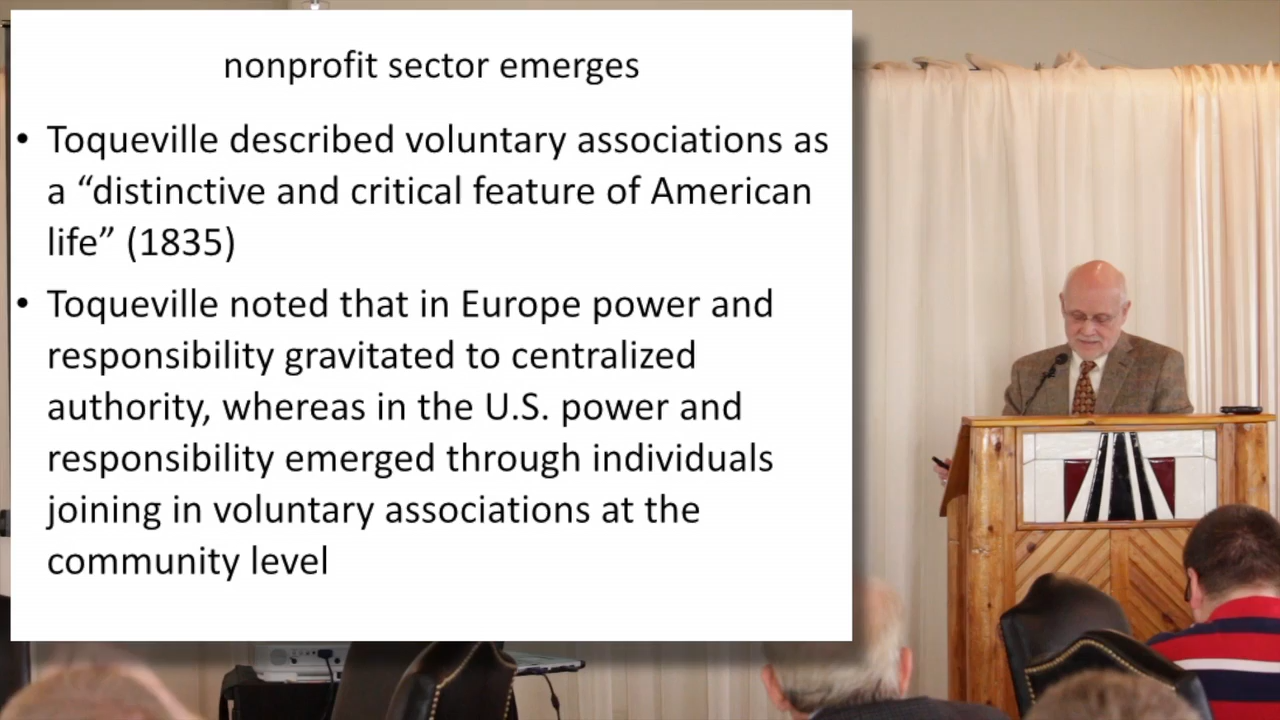 nonprofit sector emerges
• Toqueville described voluntary associations as
a “distinctive and critical feature of American
life” (1835)
• Toqueville noted that in Europe power and
responsibility gravitated to centralized
authority, whereas in the U.S. power and
responsibility emerged through individuals
joining in voluntary associations at the
community level